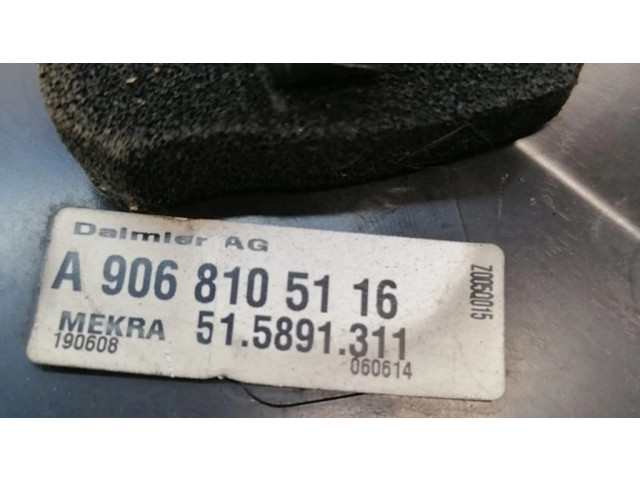 Daimler AG
A 906 810 51 16
MEKRA 51.5891.311
190608
060614
Z0050015